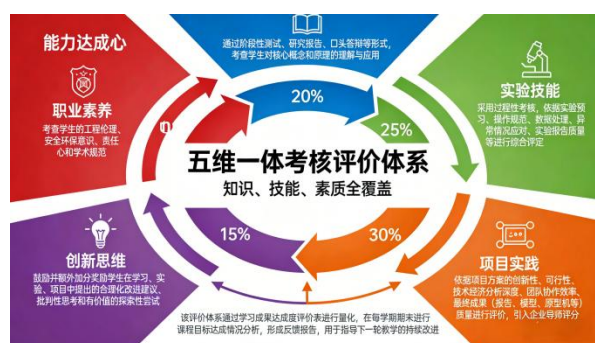 能力达成心
职业素养
考查学生的工程伦理、
安全环保意识、责任
心和学术规范
通过阶段性测试、研究报告、口头答辩等形式，
考查学生对核心概念和原理的理解与应用
实验技能
采用过程性考核，依据实验预
习、操作规范、数据处理、异
常情况应对、实验报告质量
等进行综合评定
20%
25%
五维一体考核评价体系
知识、技能、素质全覆盖
15%
30%
创新思维
鼓励并额外加分奖励学生在学习、实
验、项目中提出的合理化改进建议、
批判性思考和有价值的探索性尝试
项目实践
依据项目方案的创新性、可行性、
技术经济分析深度、团队协作效率、
最终成果（报告、模型、原型机等）
质量进行评价，引入企业导师评分
该评价体系通过学习成果达成度评价表进行量化，在每学期期末进行
课程目标达成情况分析，形成反馈报告，用于指导下一轮教学的持续改进